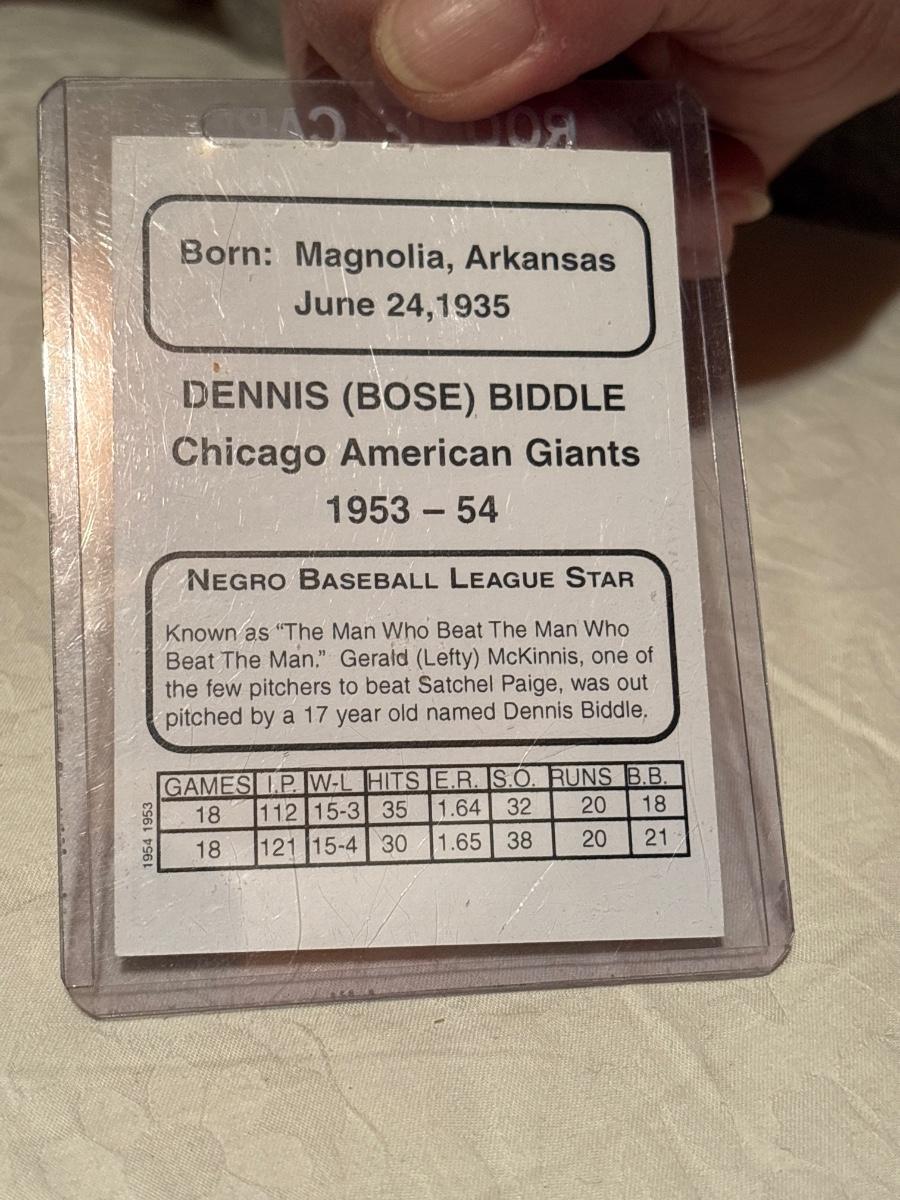 ROOKIE CARD
Born: Magnolia, Arkansas
June 24,1935
DENNIS (BOSE) BIDDLE
Chicago American Giants
1953 – 54
NEGRO BASEBALL LEAGUE STAR
Known as “The Man Who Beat The Man Who
Beat The Man.” Gerald (Lefty) McKinnis, one of
the few pitchers to beat Satchel Paige, was out
pitched by a 17 year old named Dennis Biddle.
GAMES I.P. W-L HITS E.R. S.O. RUNS B.B.
1953 18 112 15-3 35 1.64 32 20 18
1954 18 121 15-4 30 1.65 38 20 21